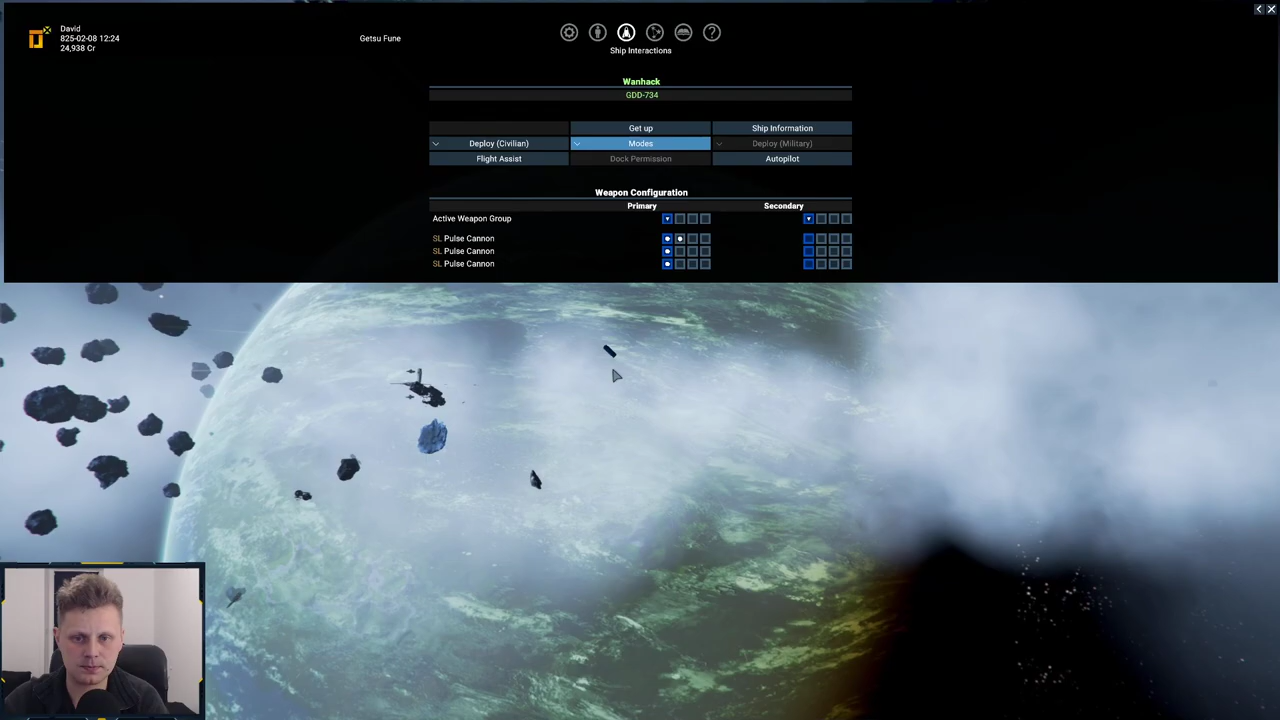 David
825-02-08 12:24
24,938 Cr
Getsu Fune
?
Ship Interactions
Wanhack
GDD-734
Get up
Ship Information
Deploy (Civilian)
Modes
Deploy (Military)
Flight Assist
Dock Permission
Autopilot
Weapon Configuration
Primary
Secondary
Active Weapon Group
SL Pulse Cannon
SL Pulse Cannon
SL Pulse Cannon